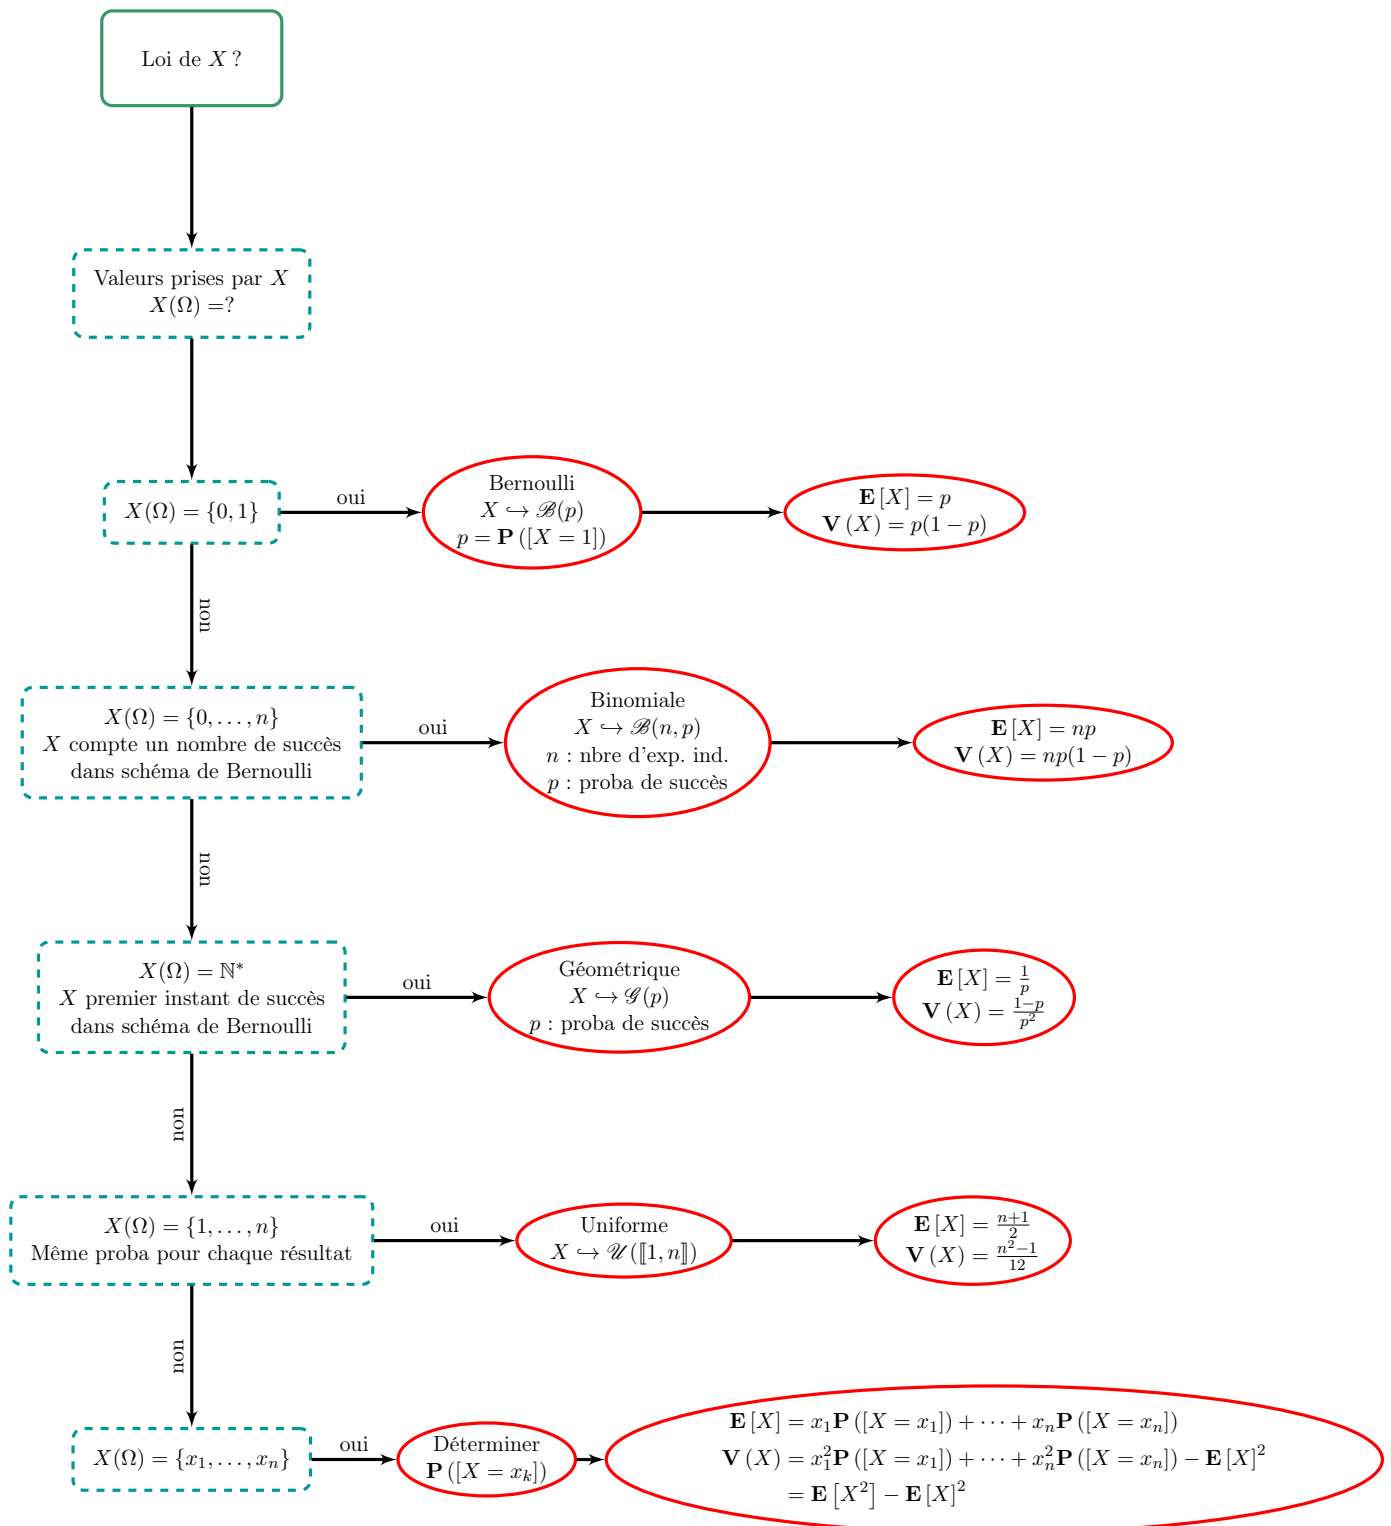 Loi de X ?
Valeurs prises par X
X(Ω) =?
X(Ω) = {0, 1}
oui
Bernoulli
X ↪ ℬ(p)
p = P ([X = 1])
E [X] = p
V (X) = p(1 − p)
non
X(Ω) = {0, . . . , n}
X compte un nombre de succès
dans schéma de Bernoulli
oui
Binomiale
X ↪ ℬ(n, p)
n : nbre d'exp. ind.
p : proba de succès
E [X] = np
V (X) = np(1 − p)
non
X(Ω) = ℕ*
X premier instant de succès
dans schéma de Bernoulli
oui
Géométrique
X ↪ 𝒢(p)
p : proba de succès
E [X] = 1/p
V (X) = (1−p)/p²
non
X(Ω) = {1, . . . , n}
Même proba pour chaque résultat
oui
Uniforme
X ↪ 𝒰(⟦1, n⟧)
E [X] = (n+1)/2
V (X) = (n²−1)/12
non
X(Ω) = {x₁, . . . , xₙ}
oui
Déterminer
P ([X = xₖ])
E [X] = x₁P ([X = x₁]) + · · · + xₙP ([X = xₙ])
V (X) = x₁²P ([X = x₁]) + · · · + xₙ²P ([X = xₙ]) − E [X]²
= E [X²] − E [X]²